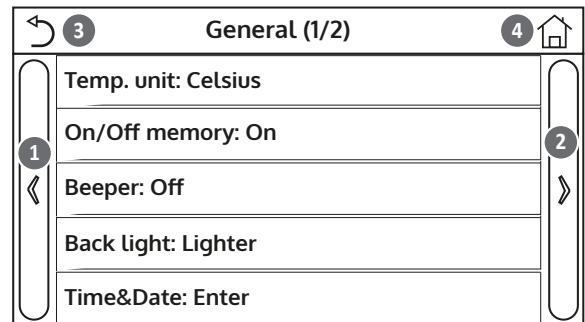 3 General (1/2) 4
Temp. unit: Celsius
On/Off memory: On
1 2
《 Beeper: Off 》
Back light: Lighter
Time&Date: Enter